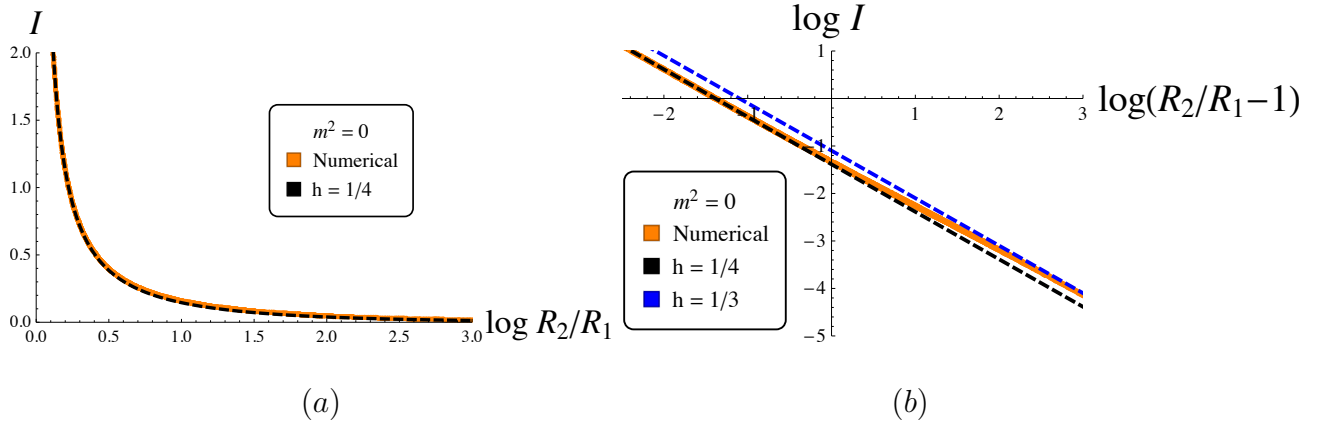 I
2.0
1.5
1.0
0.5
0.0
0.0 0.5 1.0 1.5 2.0 2.5 3.0
log R₂/R₁
m² = 0
Numerical
h = 1/4
(a)
log I
1
log(R₂/R₁−1)
−2 −1 1 2 3
−1
−2
−3
−4
−5
m² = 0
Numerical
h = 1/4
h = 1/3
(b)